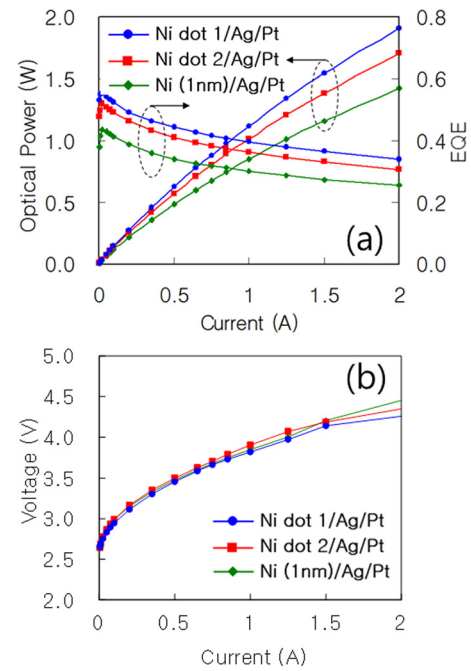 2.0
0.8
Ni dot 1/Ag/Pt
Ni dot 2/Ag/Pt
Ni (1nm)/Ag/Pt
1.5
0.6
1.0
0.4
0.5
0.2
0.0
0.0
Optical Power (W)
EQE
(a)
0
0.5
1
1.5
2
Current (A)
5.0
(b)
4.5
4.0
3.5
3.0
2.5
2.0
Voltage (V)
Ni dot 1/Ag/Pt
Ni dot 2/Ag/Pt
Ni (1nm)/Ag/Pt
0
0.5
1
1.5
2
Current (A)